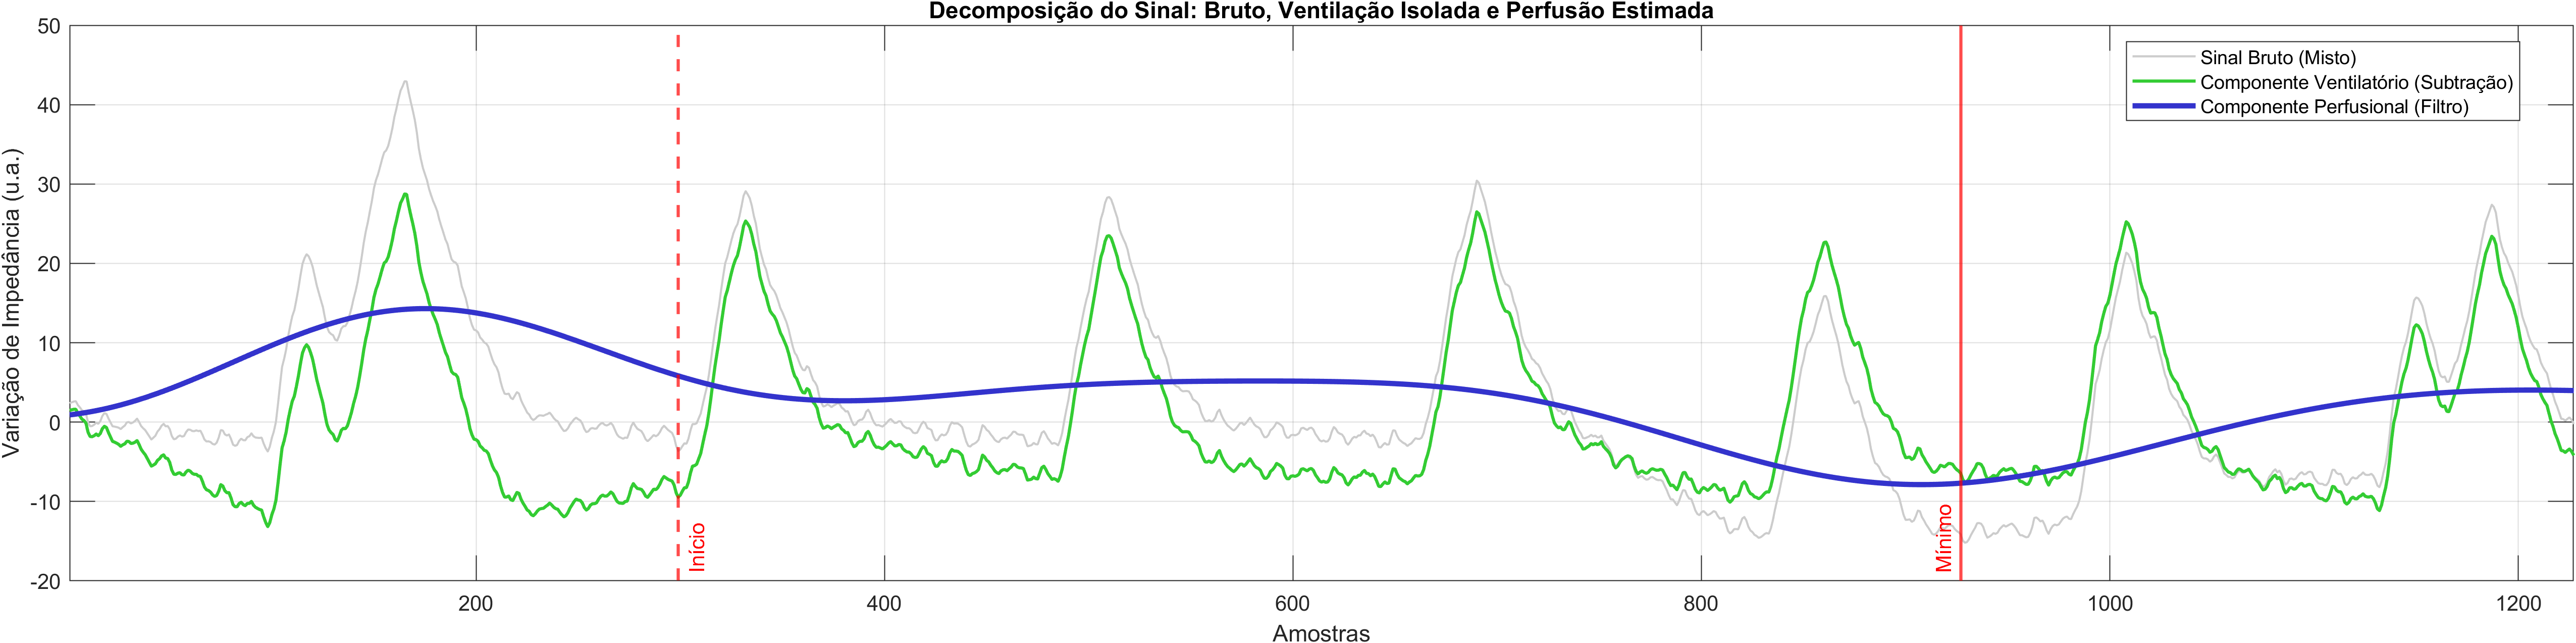 Decomposição do Sinal: Bruto, Ventilação Isolada e Perfusão Estimada
Variação de Impedância (u.a.)
50
40
30
20
10
0
-10
-20
Sinal Bruto (Misto)
Componente Ventilatório (Subtração)
Componente Perfusional (Filtro)
Início
Mínimo
200
400
600
800
1000
1200
Amostras